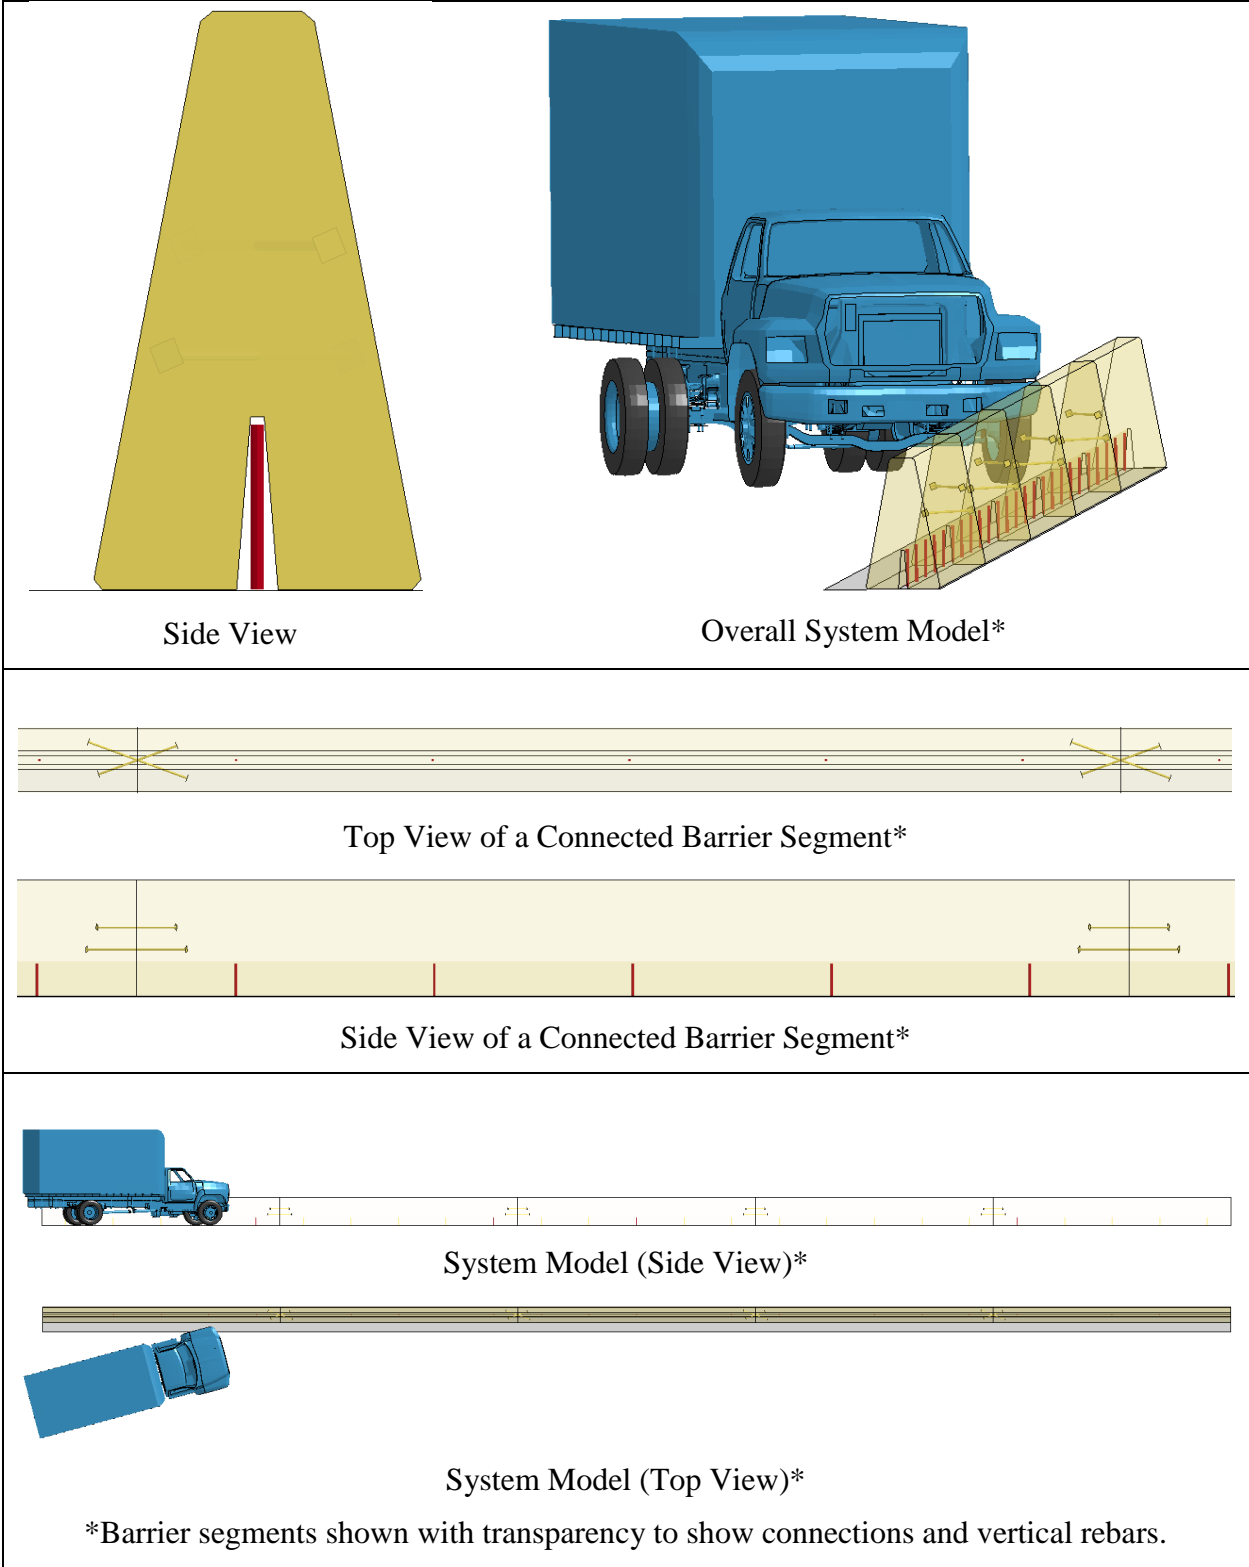 Side View
Overall System Model*
Top View of a Connected Barrier Segment*
Side View of a Connected Barrier Segment*
System Model (Side View)*
System Model (Top View)*
*Barrier segments shown with transparency to show connections and vertical rebars.